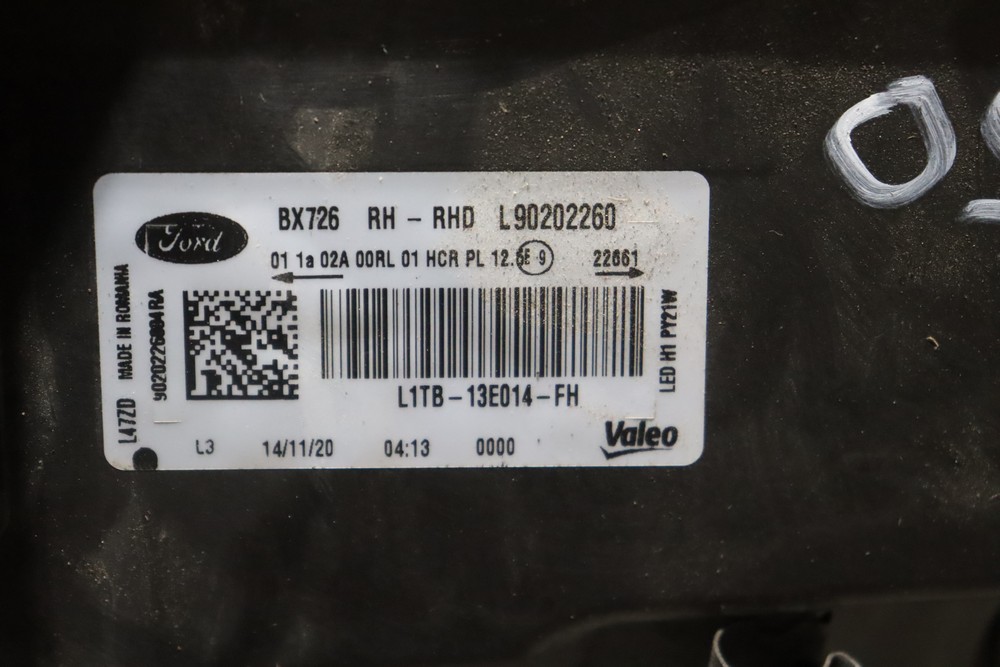 Ford
BX726 RH - RHD L90202260
01 1a 02A 00RL 01 HCR PL 12.5E 9
22661
L1TB-13E014-FH
L3 14/11/20 04:13 0000
Valeo
L47ZD MADE IN ROMANIA
LED H1 PY21W